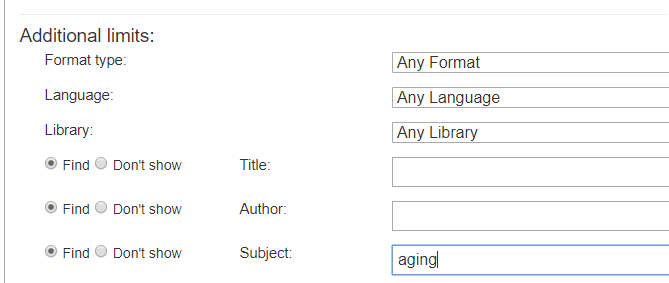 Additional limits:
Format type: Any Format
Language: Any Language
Library: Any Library
Find Don't show Title:
Find Don't show Author:
Find Don't show Subject: aging